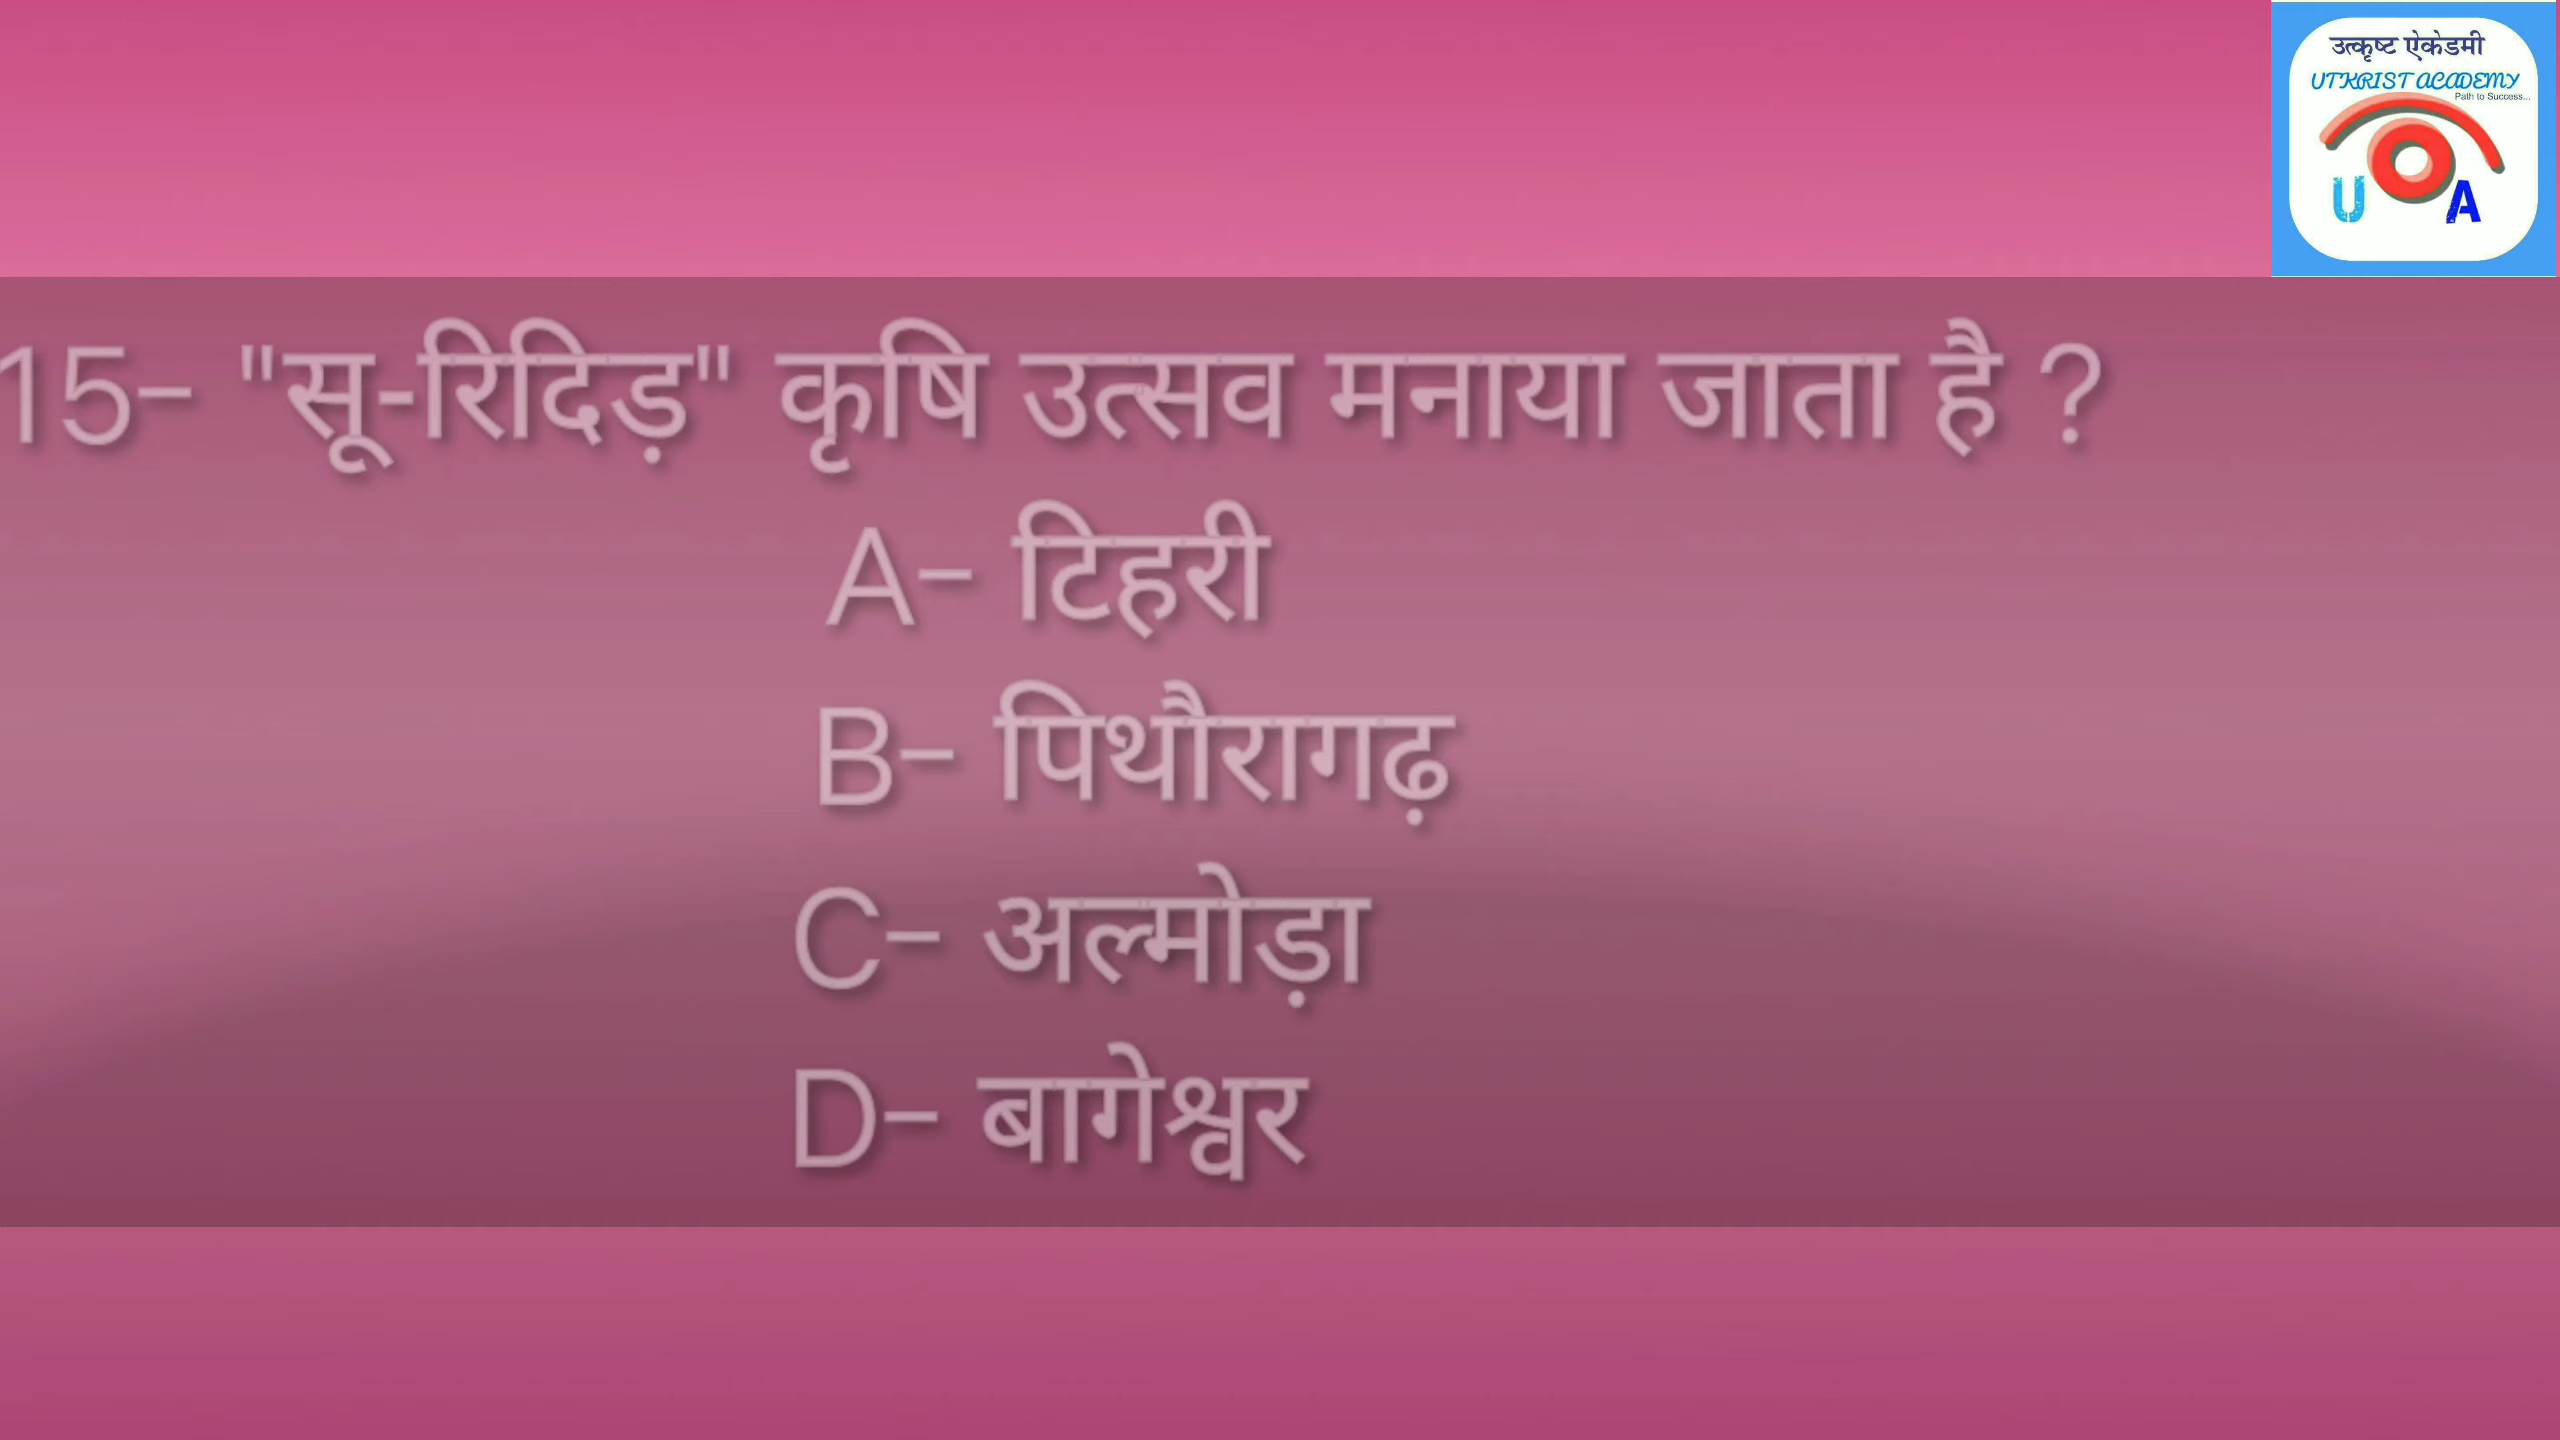 उत्कृष्ट ऐकेडमी
UTKRIST ACADEMY
Path to Success...
U A
15- "सू-रिदिड़" कृषि उत्सव मनाया जाता है ?
A- टिहरी
B- पिथौरागढ़
C- अल्मोड़ा
D- बागेश्वर